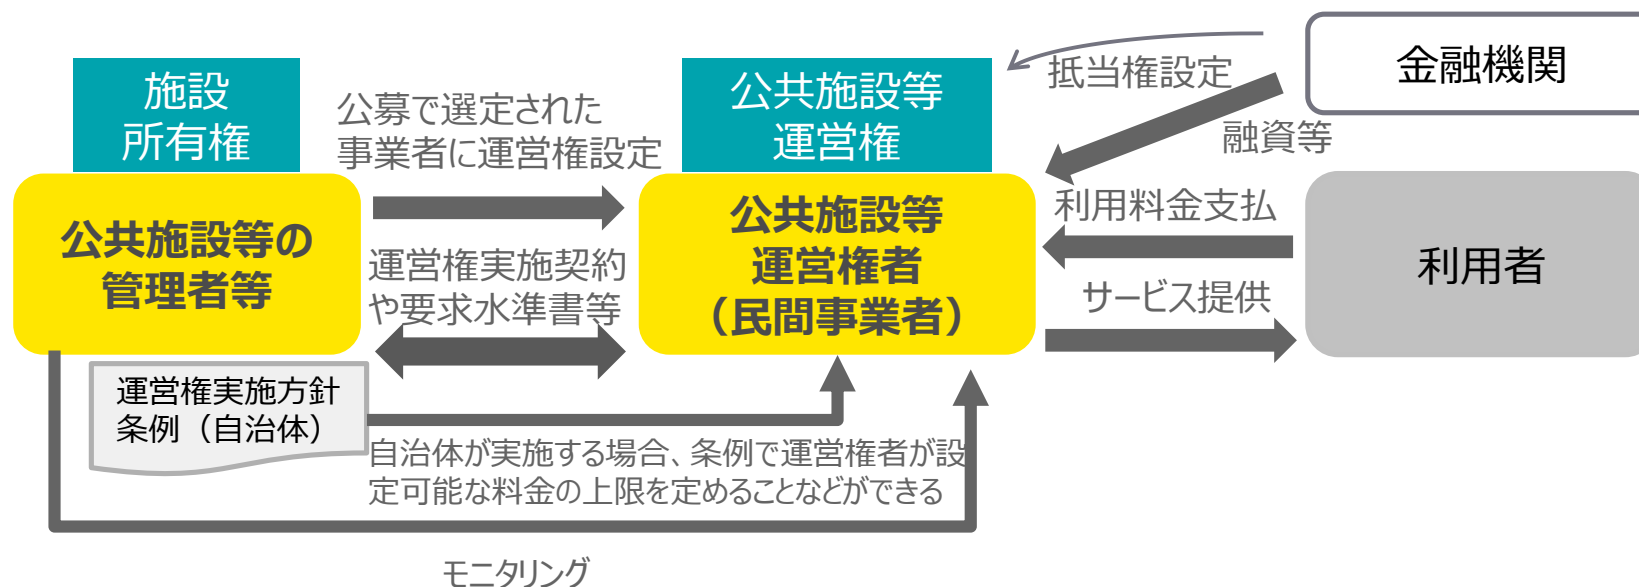 施設
所有権
公募で選定された
事業者に運営権設定
公共施設等
運営権
抵当権設定
金融機関
融資等
公共施設等の
管理者等
運営権実施契約
や要求水準書等
公共施設等
運営権者
（民間事業者）
利用料金支払
サービス提供
利用者
運営権実施方針
条例（自治体）
自治体が実施する場合、条例で運営権者が設
定可能な料金の上限を定めることなどができる
モニタリング